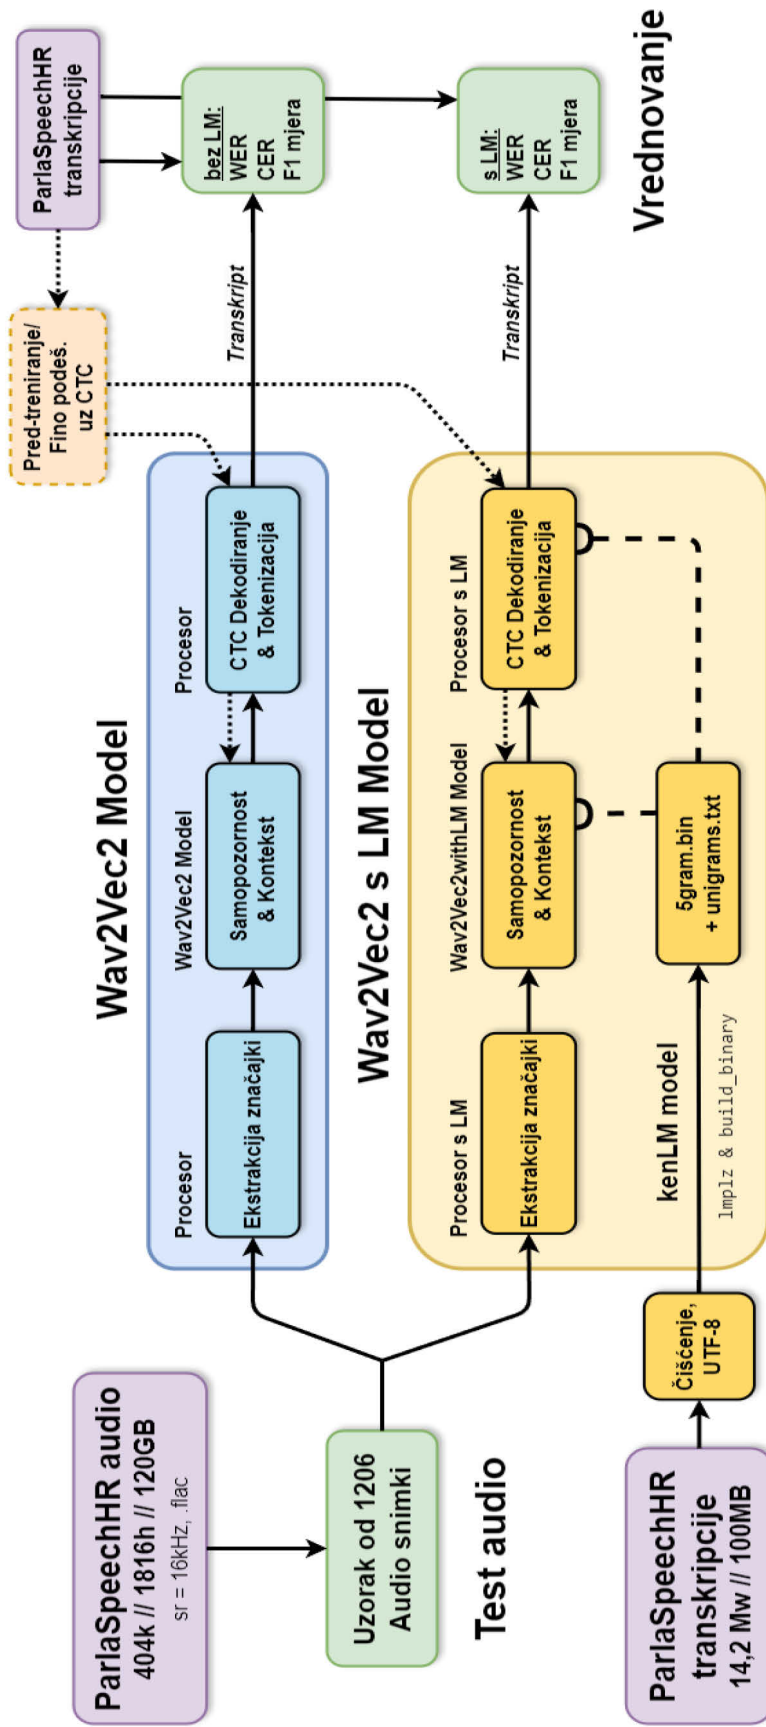 ParlaSpeechHR audio
404k // 1816h // 120GB
sr = 16kHz, .flac
Uzorak od 1206
Audio snimki
Test audio
ParlaSpeechHR
transkripcije
14,2 Mw // 100MB
Čišćenje,
UTF-8
kenLM model
lmplz & build_binary
Wav2Vec2 Model
Procesor
Ekstrakcija značajki
Wav2Vec2 Model
Samopozornost
& Kontekst
Procesor
CTC Dekodiranje
& Tokenizacija
Wav2Vec2 s LM Model
Procesor s LM
Ekstrakcija značajki
Wav2Vec2withLM Model
Samopozornost
& Kontekst
Procesor s LM
CTC Dekodiranje
& Tokenizacija
5gram.bin
+ unigrams.txt
Pred-treniranje/
Fino podeš.
uz CTC
ParlaSpeechHR
transkripcije
Transkript
bez LM:
WER
CER
F1 mjera
Transkript
s LM:
WER
CER
F1 mjera
Vrednovanje